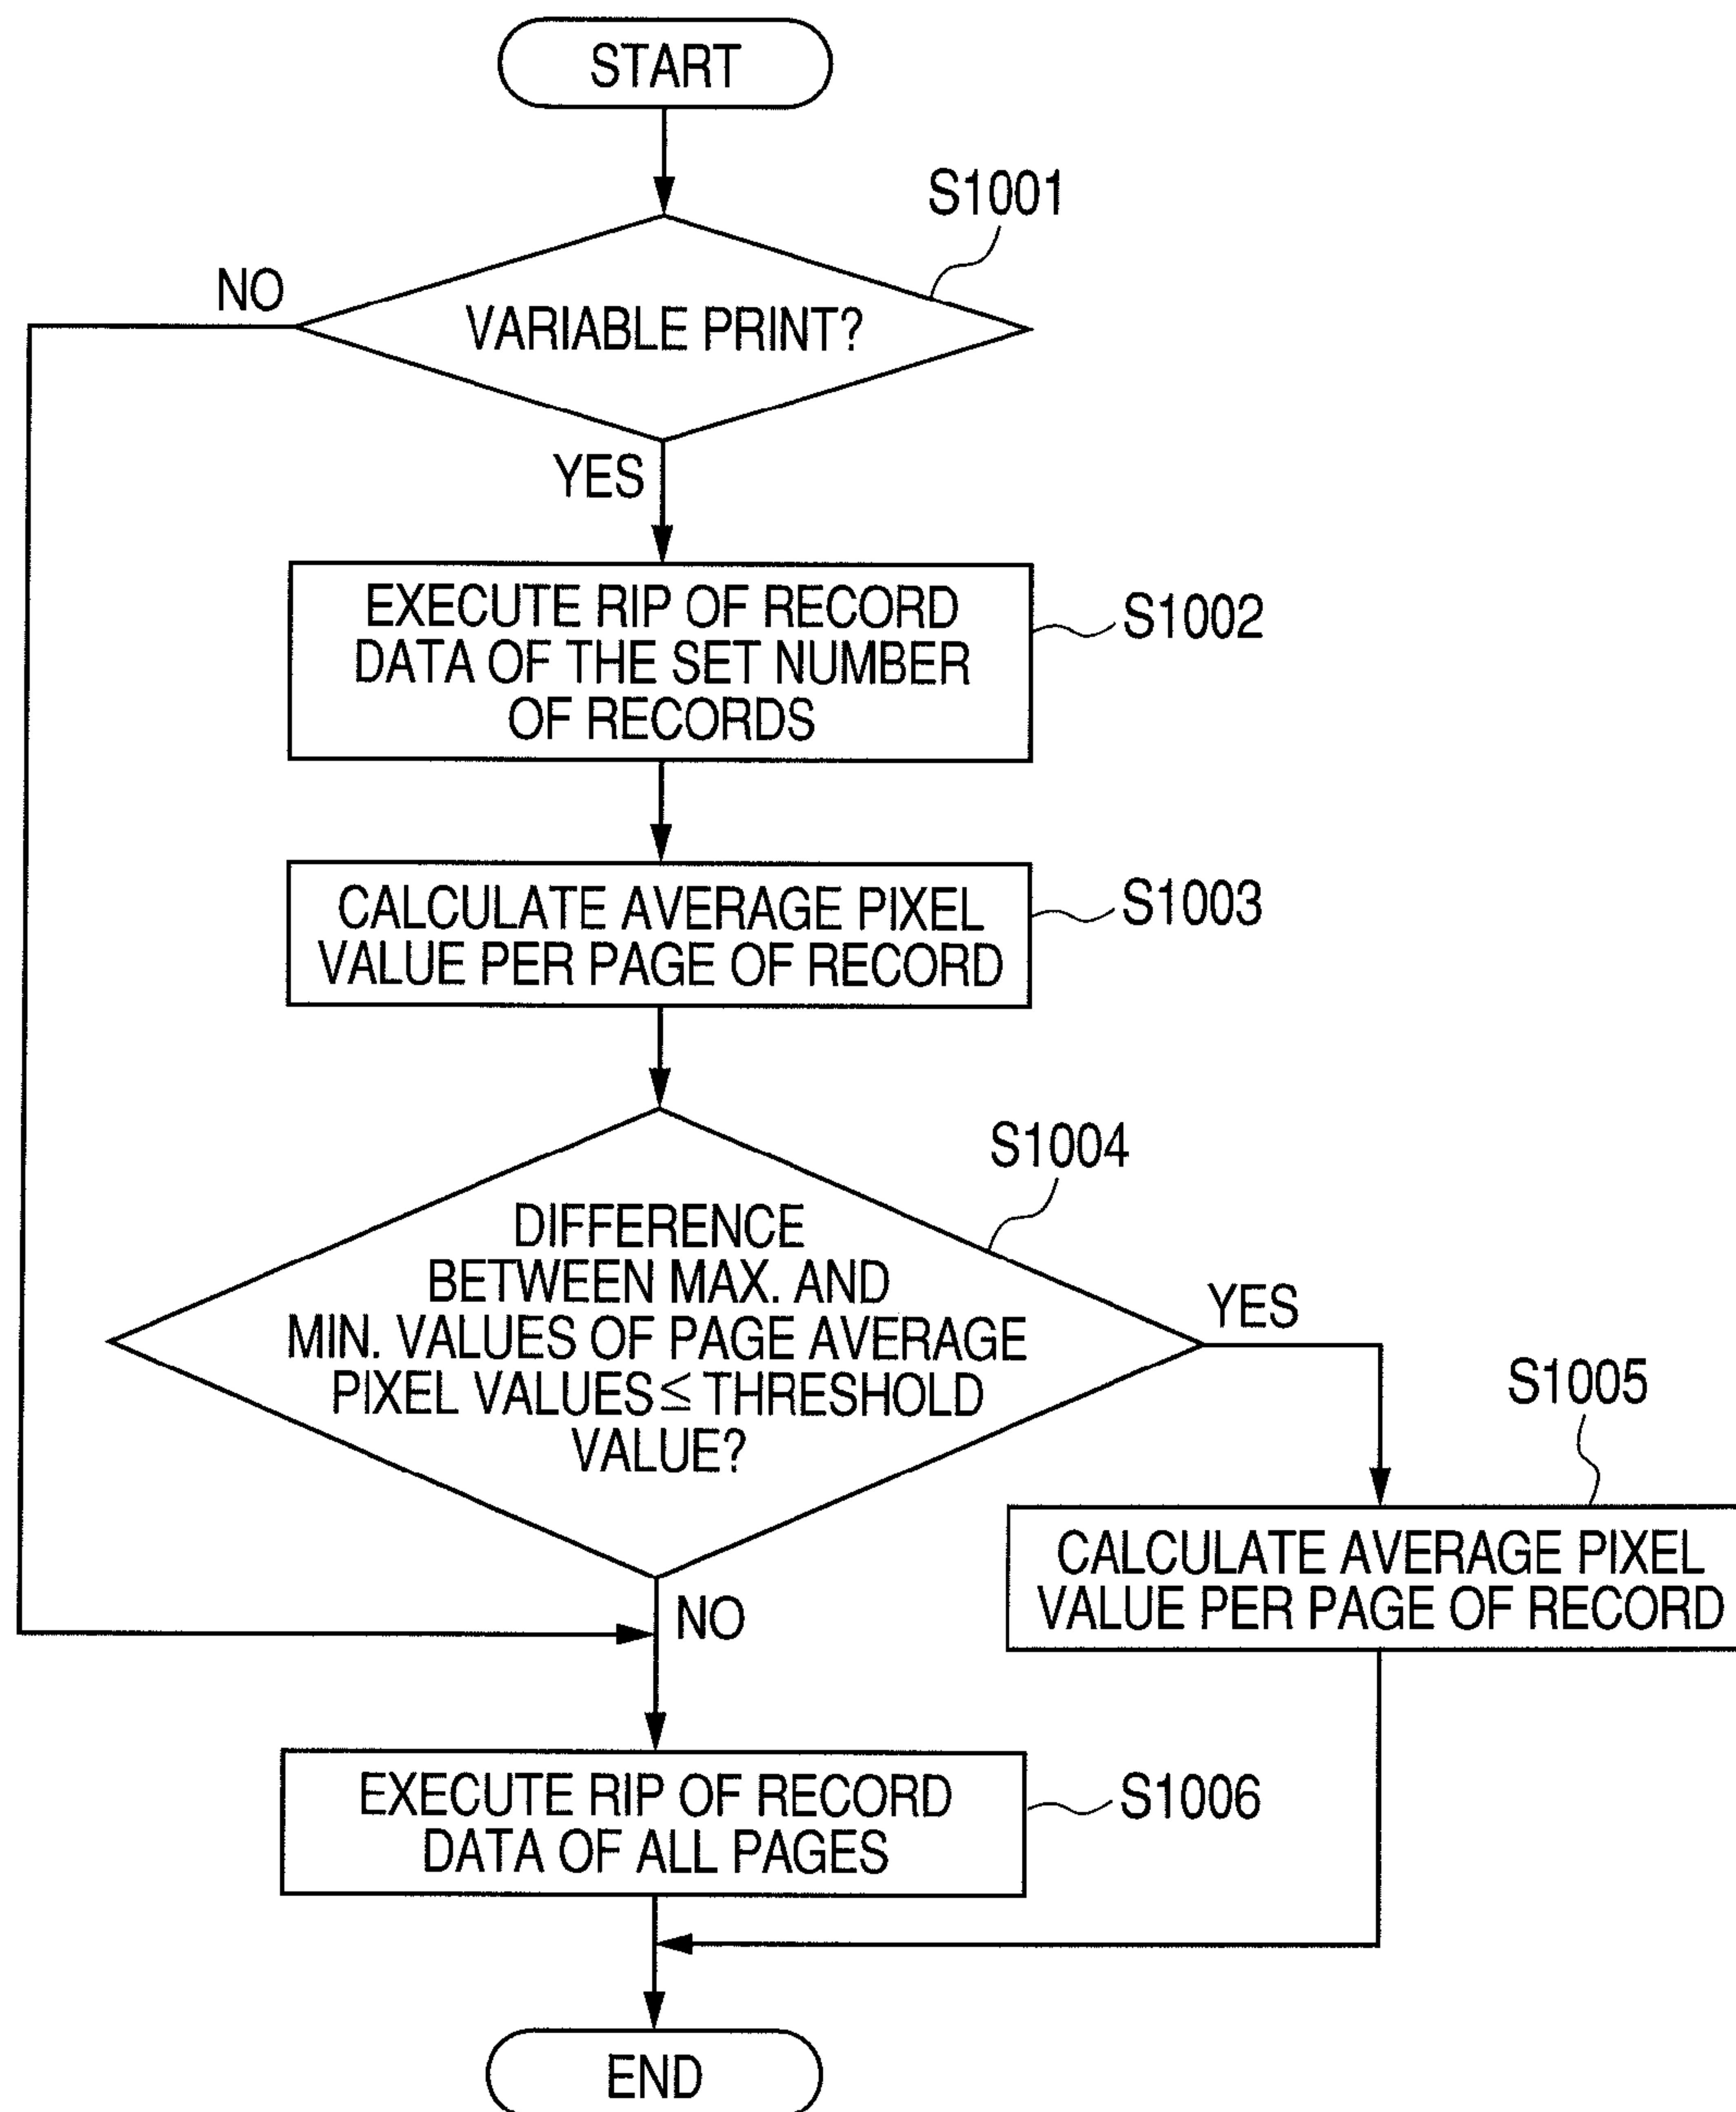 START
S1001
NO
VARIABLE PRINT?
YES
EXECUTE RIP OF RECORD
DATA OF THE SET NUMBER
OF RECORDS
S1002
CALCULATE AVERAGE PIXEL
VALUE PER PAGE OF RECORD
S1003
S1004
DIFFERENCE
BETWEEN MAX. AND
MIN. VALUES OF PAGE AVERAGE
PIXEL VALUES ≦ THRESHOLD
VALUE?
YES
S1005
CALCULATE AVERAGE PIXEL
VALUE PER PAGE OF RECORD
NO
EXECUTE RIP OF RECORD
DATA OF ALL PAGES
S1006
END